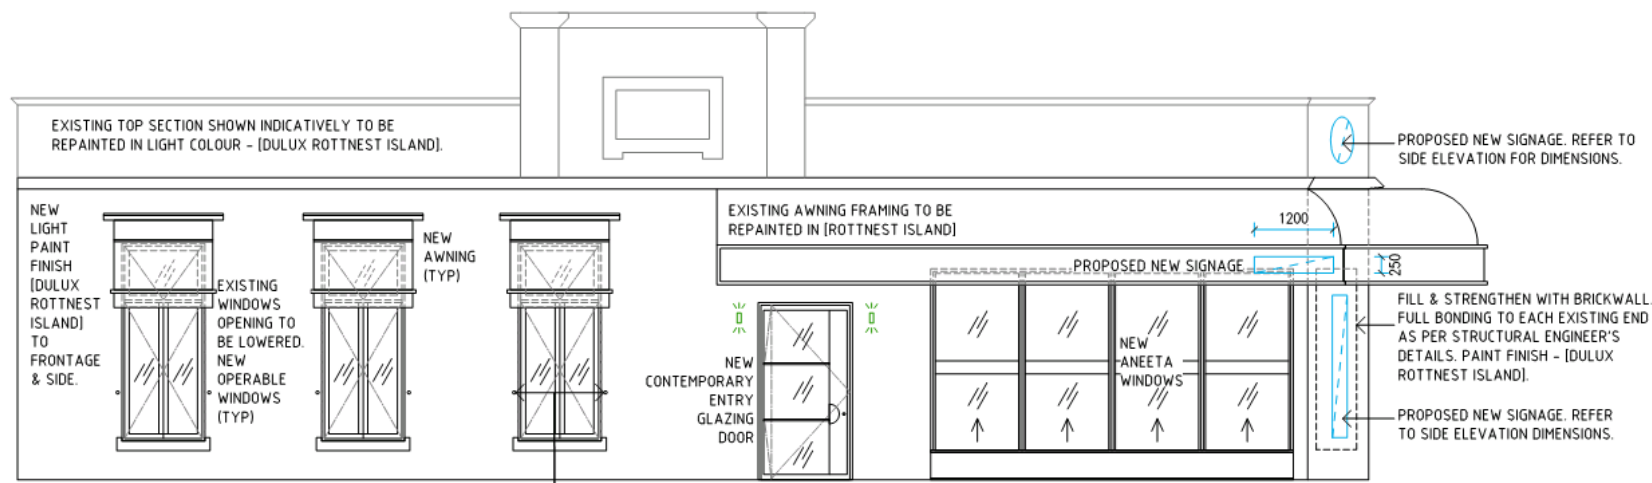 EXISTING TOP SECTION SHOWN INDICATIVELY TO BE
REPAINTED IN LIGHT COLOUR - [DULUX ROTTNEST ISLAND].
PROPOSED NEW SIGNAGE. REFER TO
SIDE ELEVATION FOR DIMENSIONS.
NEW
LIGHT
PAINT
FINISH
[DULUX
ROTTNEST
ISLAND]
TO
FRONTAGE
& SIDE.
EXISTING
WINDOWS
OPENING TO
BE LOWERED.
NEW
OPERABLE
WINDOWS
(TYP)
NEW
AWNING
(TYP)
EXISTING AWNING FRAMING TO BE
REPAINTED IN [ROTTNEST ISLAND]
1200
PROPOSED NEW SIGNAGE
250
NEW
CONTEMPORARY
ENTRY
GLAZING
DOOR
NEW
ANEETA
WINDOWS
FILL & STRENGTHEN WITH BRICKWALL.
FULL BONDING TO EACH EXISTING END
AS PER STRUCTURAL ENGINEER'S
DETAILS. PAINT FINISH - [DULUX
ROTTNEST ISLAND].
PROPOSED NEW SIGNAGE. REFER
TO SIDE ELEVATION DIMENSIONS.